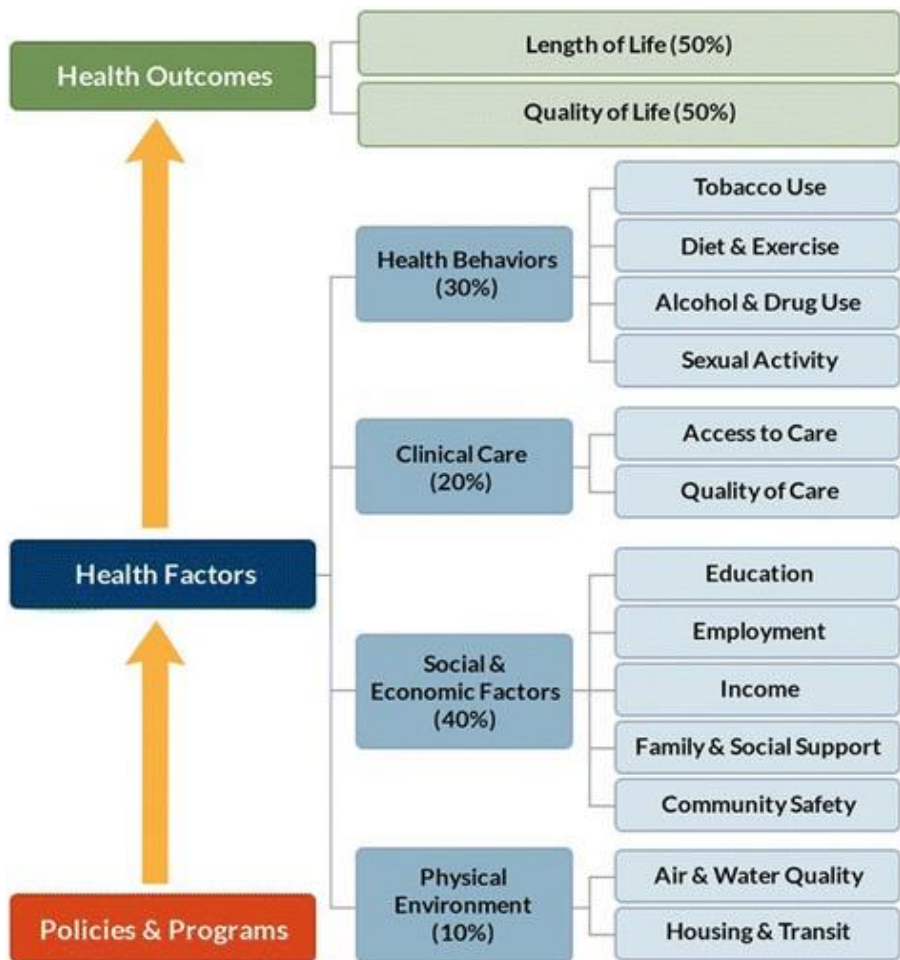 Health Outcomes
Length of Life (50%)
Quality of Life (50%)
Health Factors
Health Behaviors
(30%)
Tobacco Use
Diet & Exercise
Alcohol & Drug Use
Sexual Activity
Clinical Care
(20%)
Access to Care
Quality of Care
Social &
Economic Factors
(40%)
Education
Employment
Income
Family & Social Support
Community Safety
Physical
Environment
(10%)
Air & Water Quality
Housing & Transit
Policies & Programs